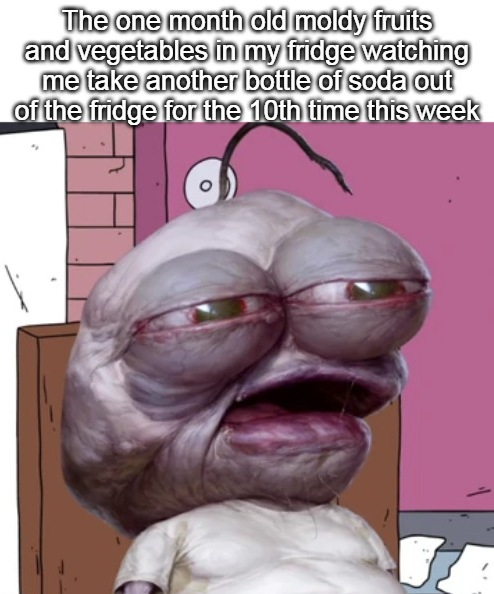 The one month old moldy fruits
and vegetables in my fridge watching
me take another bottle of soda out
of the fridge for the 10th time this week